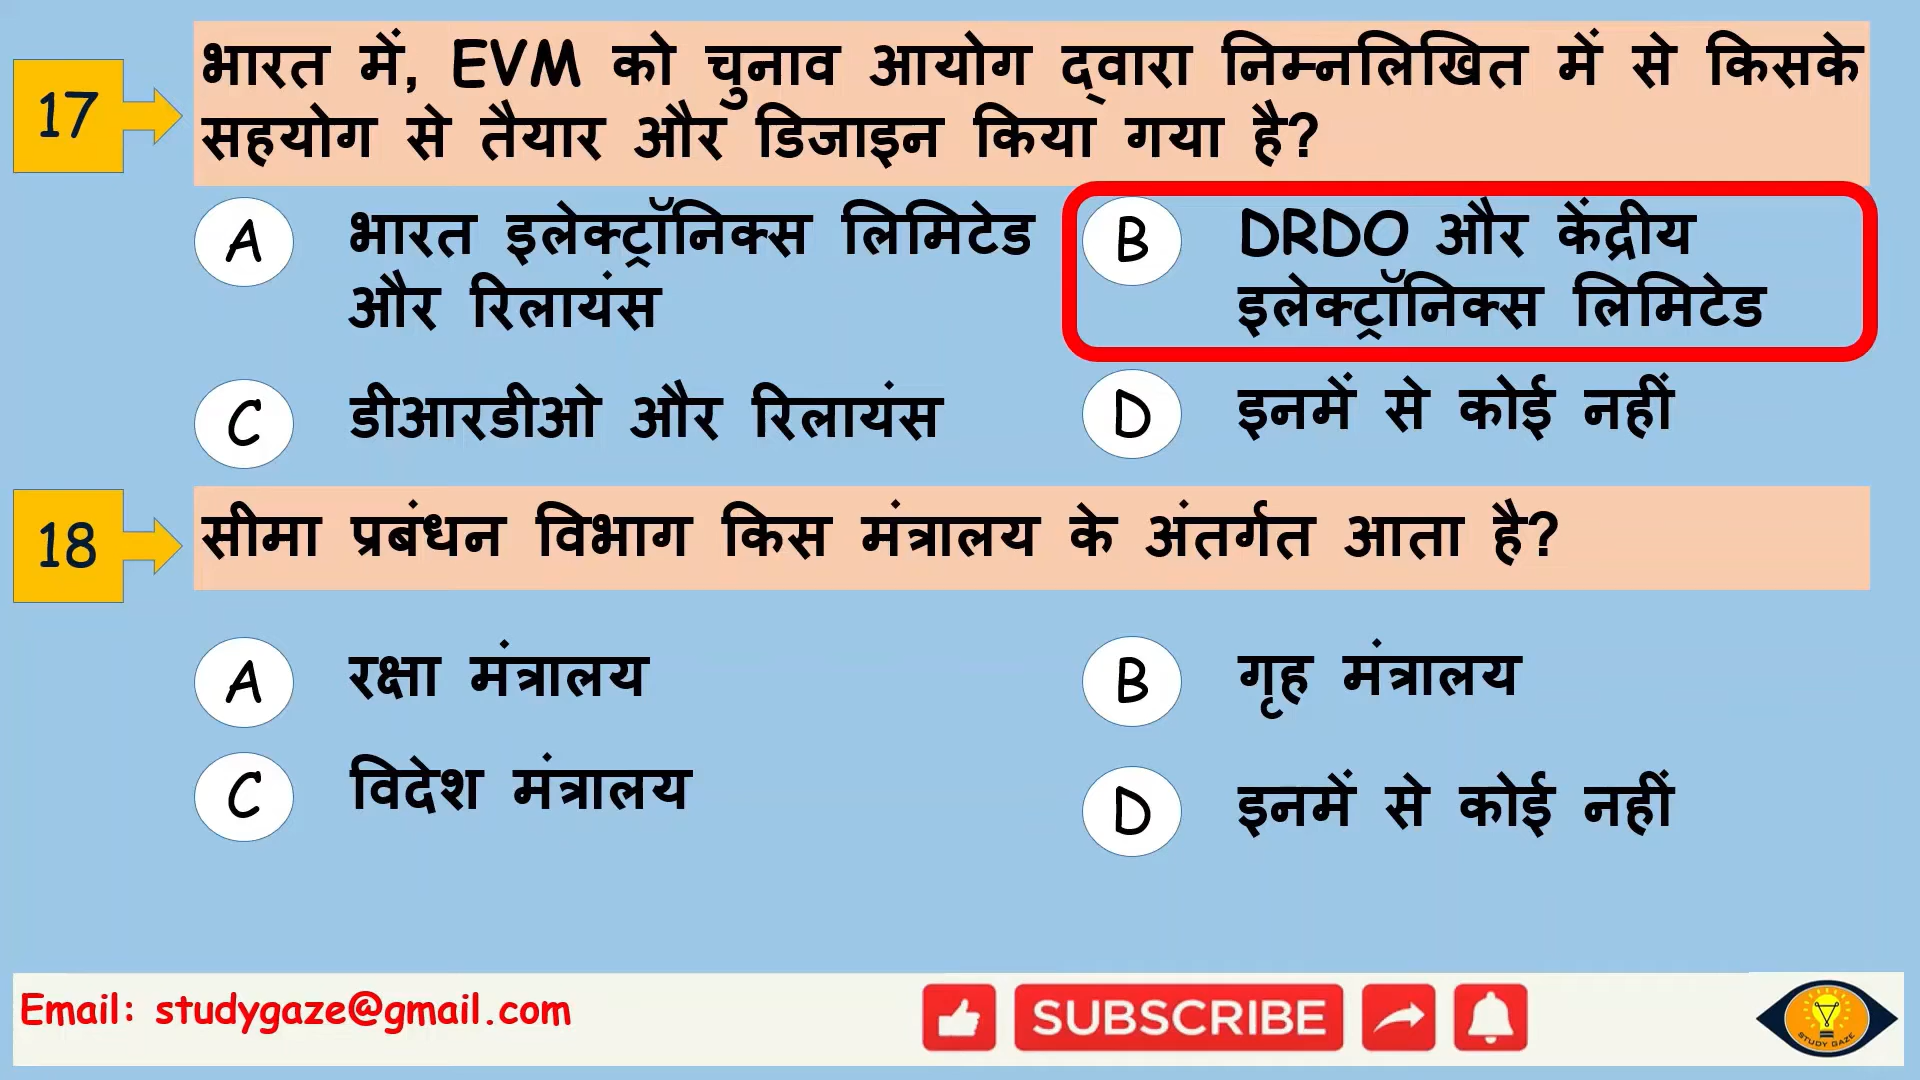 17
भारत में, EVM को चुनाव आयोग द्वारा निम्नलिखित में से किसके
सहयोग से तैयार और डिजाइन किया गया है?
A
भारत इलेक्ट्रॉनिक्स लिमिटेड
और रिलायंस
B
DRDO और केंद्रीय
इलेक्ट्रॉनिक्स लिमिटेड
C
डीआरडीओ और रिलायंस
D
इनमें से कोई नहीं
18
सीमा प्रबंधन विभाग किस मंत्रालय के अंतर्गत आता है?
A
रक्षा मंत्रालय
B
गृह मंत्रालय
C
विदेश मंत्रालय
D
इनमें से कोई नहीं
Email: studygaze@gmail.com
SUBSCRIBE
STUDY GAZE